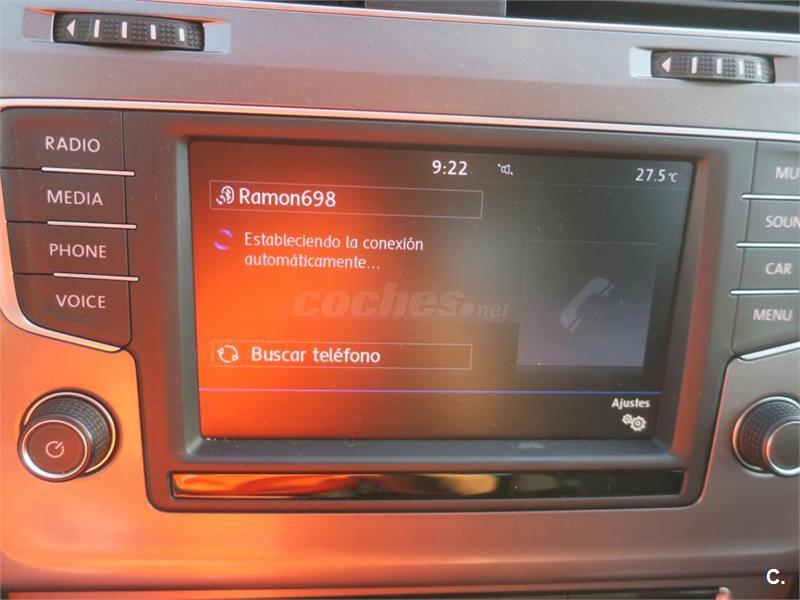 RADIO
MEDIA
PHONE
VOICE
9:22
27.5°C
Ramon698
Estableciendo la conexión
automáticamente...
coches.net
Buscar teléfono
Ajustes
CAR
MENU
C.